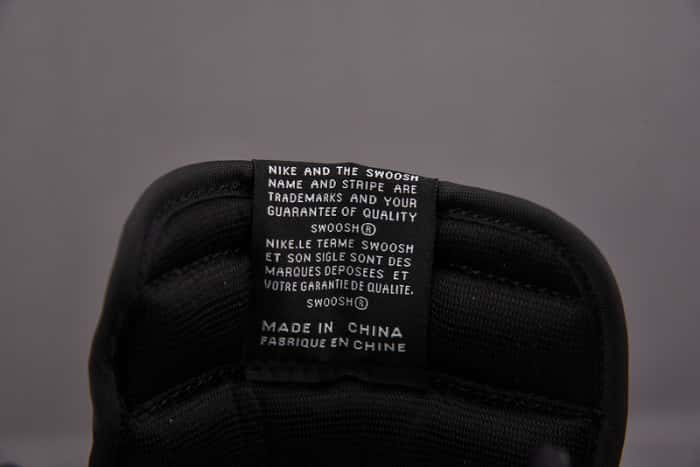 NIKE AND THE SWOOSH
NAME AND STRIPE ARE
TRADEMARKS AND YOUR
GUARANTEE OF QUALITY
SWOOSH®
NIKE.LE TERME SWOOSH
ET SON SIGLE SONT DES
MARQUES DEPOSEES ET
VOTRE GARANTIE DE QUALITE.
SWOOSH®
MADE IN CHINA
FABRIQUE EN CHINE